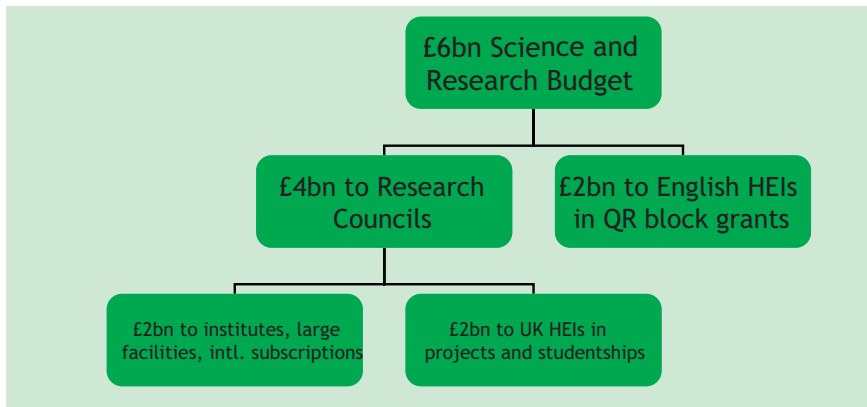 £6bn Science and
Research Budget
£4bn to Research
Councils
£2bn to English HEIs
in QR block grants
£2bn to institutes, large
facilities, intl. subscriptions
£2bn to UK HEIs in
projects and studentships